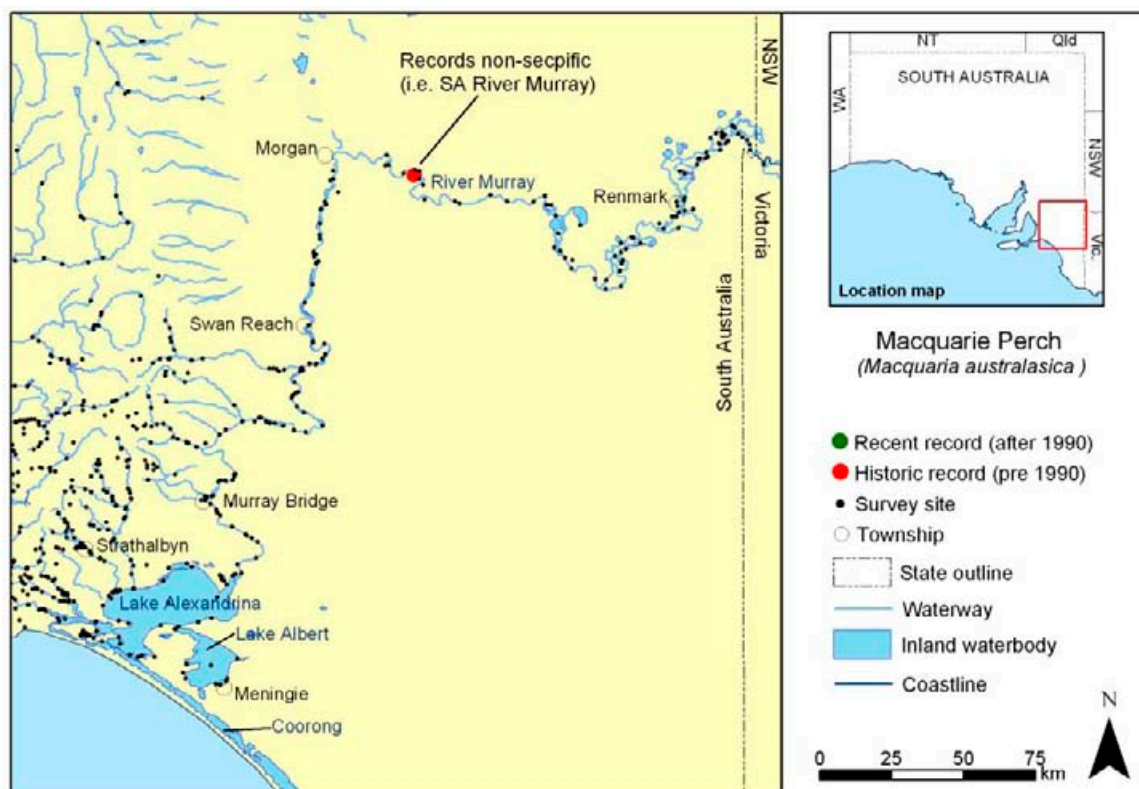 Records non-secpific
(i.e. SA River Murray)
NSW
Morgan
River Murray
Renmark
Victoria
Swan Reach
South Australia
Murray Bridge
Strathalbyn
Lake Alexandrina
Lake Albert
Meningie
Coorong
NT
Qld
SOUTH AUSTRALIA
WA
NSW
Vic.
Location map
Macquarie Perch
(Macquaria australasica )
Recent record (after 1990)
Historic record (pre 1990)
Survey site
Township
State outline
Waterway
Inland waterbody
Coastline
N
0 25 50 75
km